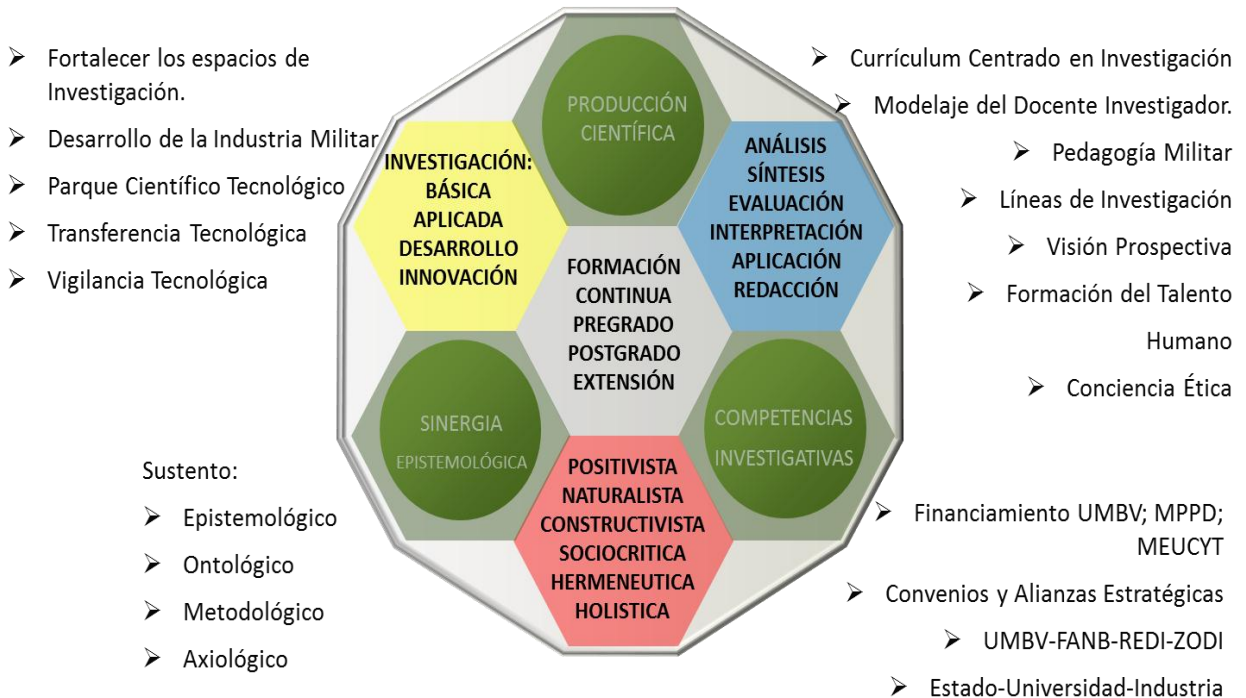 ➢ Fortalecer los espacios de
Investigación.
➢ Desarrollo de la Industria Militar
➢ Parque Científico Tecnológico
➢ Transferencia Tecnológica
➢ Vigilancia Tecnológica
PRODUCCIÓN
CIENTÍFICA
INVESTIGACIÓN:
BÁSICA
APLICADA
DESARROLLO
INNOVACIÓN
ANÁLISIS
SÍNTESIS
EVALUACIÓN
INTERPRETACIÓN
APLICACIÓN
REDACCIÓN
FORMACIÓN
CONTINUA
PREGRADO
POSTGRADO
EXTENSIÓN
➢ Currículum Centrado en Investigación
➢ Modelaje del Docente Investigador.
➢ Pedagogía Militar
➢ Líneas de Investigación
➢ Visión Prospectiva
➢ Formación del Talento
Humano
➢ Conciencia Ética
SINERGIA
EPISTEMOLÓGICA
COMPETENCIAS
INVESTIGATIVAS
POSITIVISTA
NATURALISTA
CONSTRUCTIVISTA
SOCIOCRITICA
HERMENEUTICA
HOLISTICA
Sustento:
➢ Epistemológico
➢ Ontológico
➢ Metodológico
➢ Axiológico
➢ Financiamiento UMBV; MPPD;
MEUCYT
➢ Convenios y Alianzas Estratégicas
➢ UMBV-FANB-REDI-ZODI
➢ Estado-Universidad-Industria